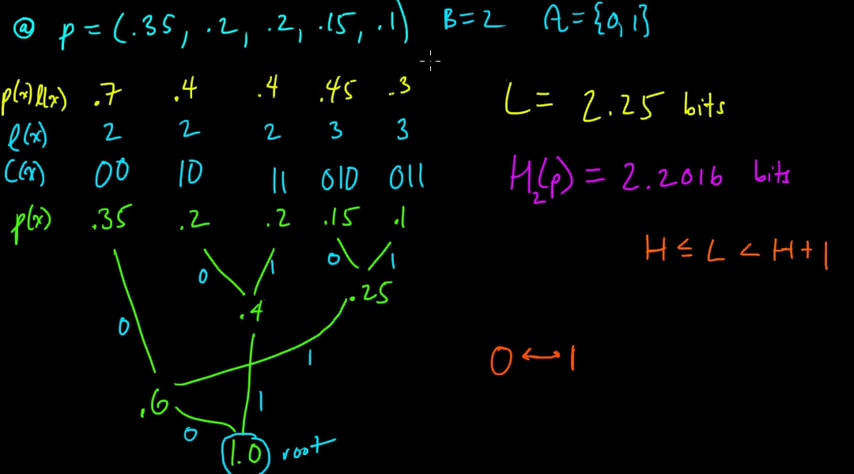 @ p = (.35, .2, .2, .15, .1) B=2 A={0,1}
p(x)l(x) .7 .4 .4 .45 .3
L = 2.25 bits
l(x) 2 2 2 3 3
C(x) 00 10 11 010 011
H₂(p) = 2.2016 bits
p(x) .35 .2 .2 .15 .1
H ≤ L < H+1
0 1 0 1
.4 .25
0
0 ↔ 1
1
.6 1
0
1.0 root